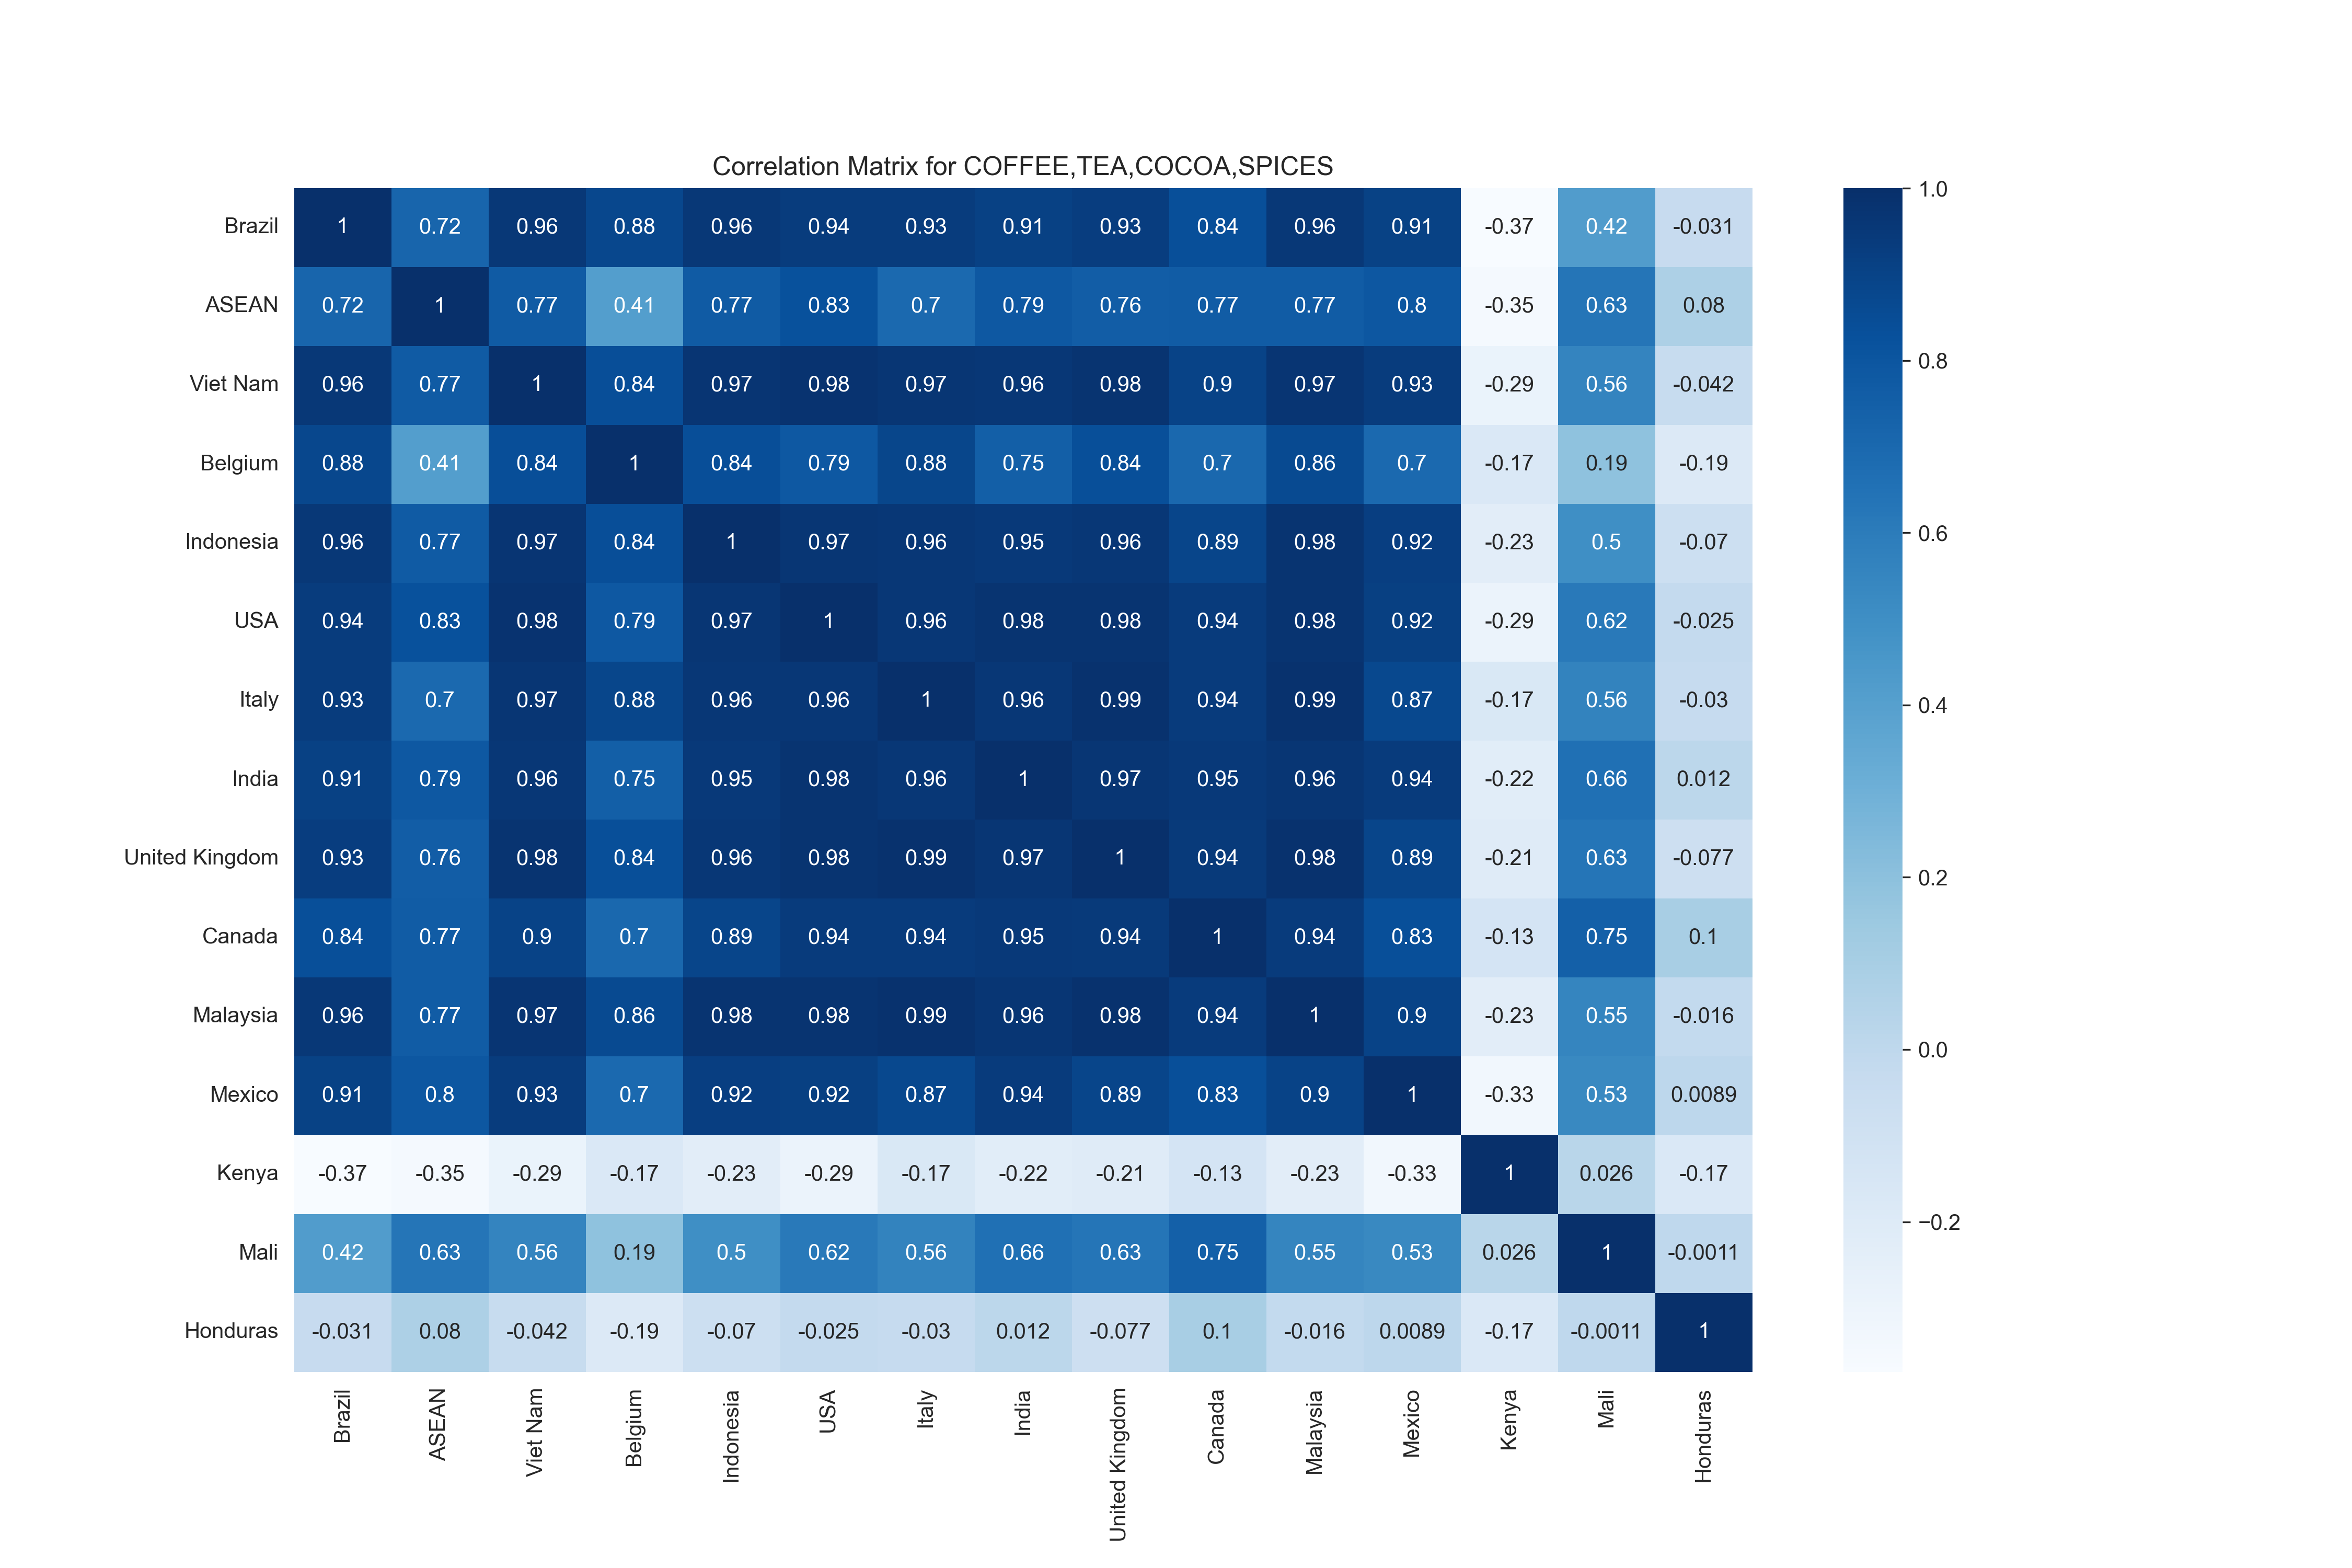 Correlation Matrix for COFFEE,TEA,COCOA,SPICES
Brazil 1 0.72 0.96 0.88 0.96 0.94 0.93 0.91 0.93 0.84 0.96 0.91 -0.37 0.42 -0.031
ASEAN 0.72 1 0.77 0.41 0.77 0.83 0.7 0.79 0.76 0.77 0.77 0.8 -0.35 0.63 0.08
Viet Nam 0.96 0.77 1 0.84 0.97 0.98 0.97 0.96 0.98 0.9 0.97 0.93 -0.29 0.56 -0.042
Belgium 0.88 0.41 0.84 1 0.84 0.79 0.88 0.75 0.84 0.7 0.86 0.7 -0.17 0.19 -0.19
Indonesia 0.96 0.77 0.97 0.84 1 0.97 0.96 0.95 0.96 0.89 0.98 0.92 -0.23 0.5 -0.07
USA 0.94 0.83 0.98 0.79 0.97 1 0.96 0.98 0.98 0.94 0.98 0.92 -0.29 0.62 -0.025
Italy 0.93 0.7 0.97 0.88 0.96 0.96 1 0.96 0.99 0.94 0.99 0.87 -0.17 0.56 -0.03
India 0.91 0.79 0.96 0.75 0.95 0.98 0.96 1 0.97 0.95 0.96 0.94 -0.22 0.66 0.012
United Kingdom 0.93 0.76 0.98 0.84 0.96 0.98 0.99 0.97 1 0.94 0.98 0.89 -0.21 0.63 -0.077
Canada 0.84 0.77 0.9 0.7 0.89 0.94 0.94 0.95 0.94 1 0.94 0.83 -0.13 0.75 0.1
Malaysia 0.96 0.77 0.97 0.86 0.98 0.98 0.99 0.96 0.98 0.94 1 0.9 -0.23 0.55 -0.016
Mexico 0.91 0.8 0.93 0.7 0.92 0.92 0.87 0.94 0.89 0.83 0.9 1 -0.33 0.53 0.0089
Kenya -0.37 -0.35 -0.29 -0.17 -0.23 -0.29 -0.17 -0.22 -0.21 -0.13 -0.23 -0.33 1 0.026 -0.17
Mali 0.42 0.63 0.56 0.19 0.5 0.62 0.56 0.66 0.63 0.75 0.55 0.53 0.026 1 -0.0011
Honduras -0.031 0.08 -0.042 -0.19 -0.07 -0.025 -0.03 0.012 -0.077 0.1 -0.016 0.0089 -0.17 -0.0011 1
Brazil ASEAN Viet Nam Belgium Indonesia USA Italy India United Kingdom Canada Malaysia Mexico Kenya Mali Honduras
1.0
0.8
0.6
0.4
0.2
0.0
−0.2